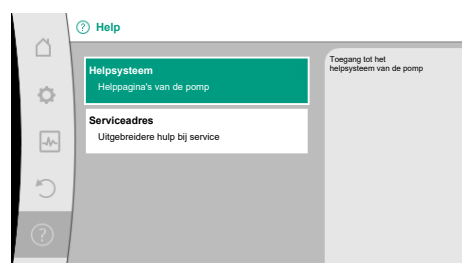 Help
Helpsysteem
Helppagina's van de pomp
Serviceadres
Uitgebreidere hulp bij service
Toegang tot het
helpsysteem van de pomp